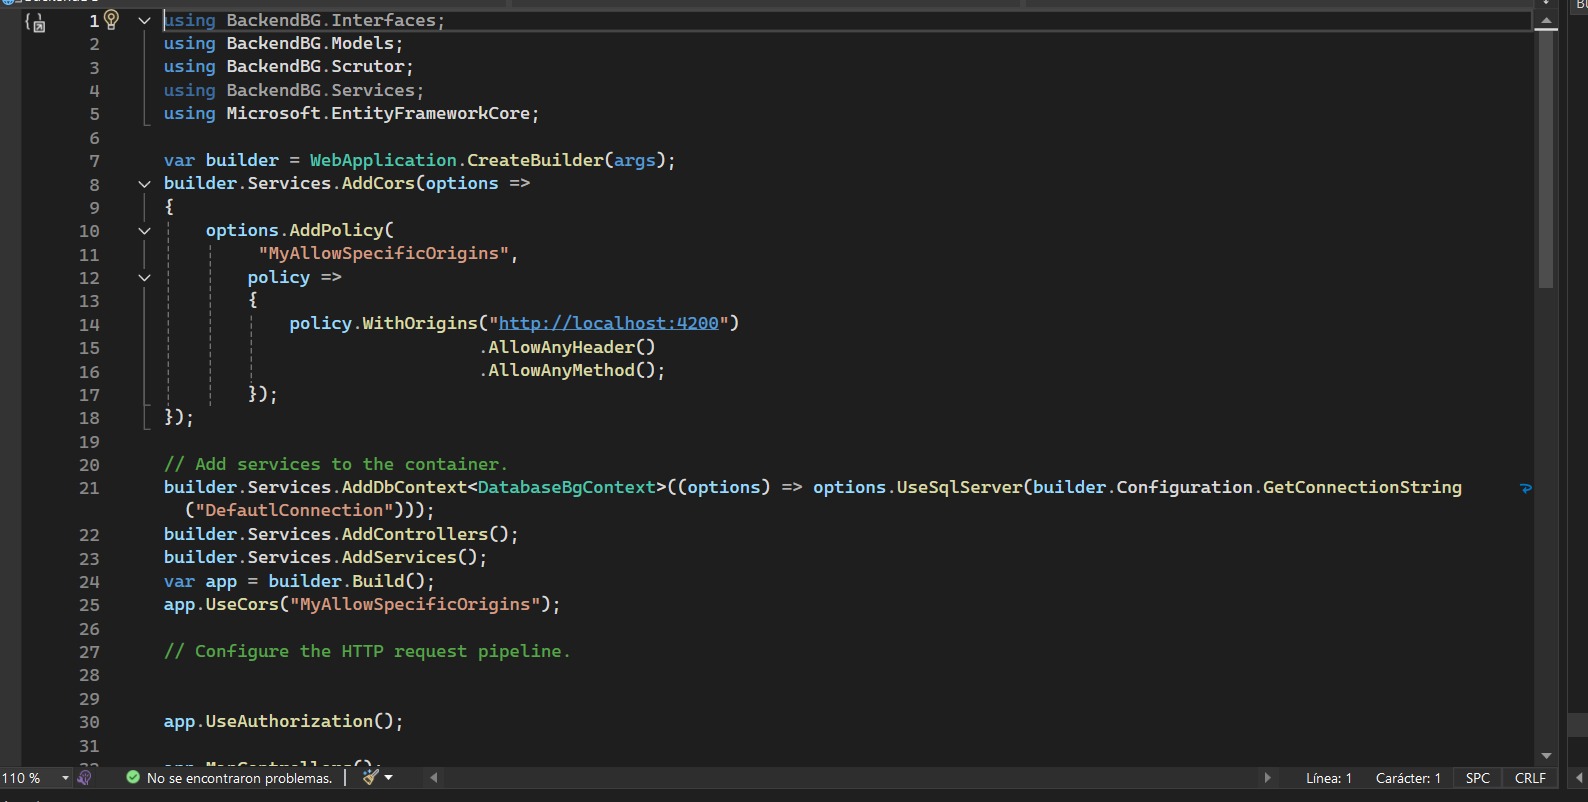 1 using BackendBG.Interfaces;
2 using BackendBG.Models;
3 using BackendBG.Scrutor;
4 using BackendBG.Services;
5 using Microsoft.EntityFrameworkCore;
6
7 var builder = WebApplication.CreateBuilder(args);
8 builder.Services.AddCors(options =>
9 {
10 options.AddPolicy(
11 "MyAllowSpecificOrigins",
12 policy =>
13 {
14 policy.WithOrigins("http://localhost:4200")
15 .AllowAnyHeader()
16 .AllowAnyMethod();
17 });
18 });
19
20 // Add services to the container.
21 builder.Services.AddDbContext<DatabaseBgContext>((options) => options.UseSqlServer(builder.Configuration.GetConnectionString
("DefautlConnection")));
22 builder.Services.AddControllers();
23 builder.Services.AddServices();
24 var app = builder.Build();
25 app.UseCors("MyAllowSpecificOrigins");
26
27 // Configure the HTTP request pipeline.
28
29
30 app.UseAuthorization();
31
110 % No se encontraron problemas. Línea: 1 Carácter: 1 SPC CRLF